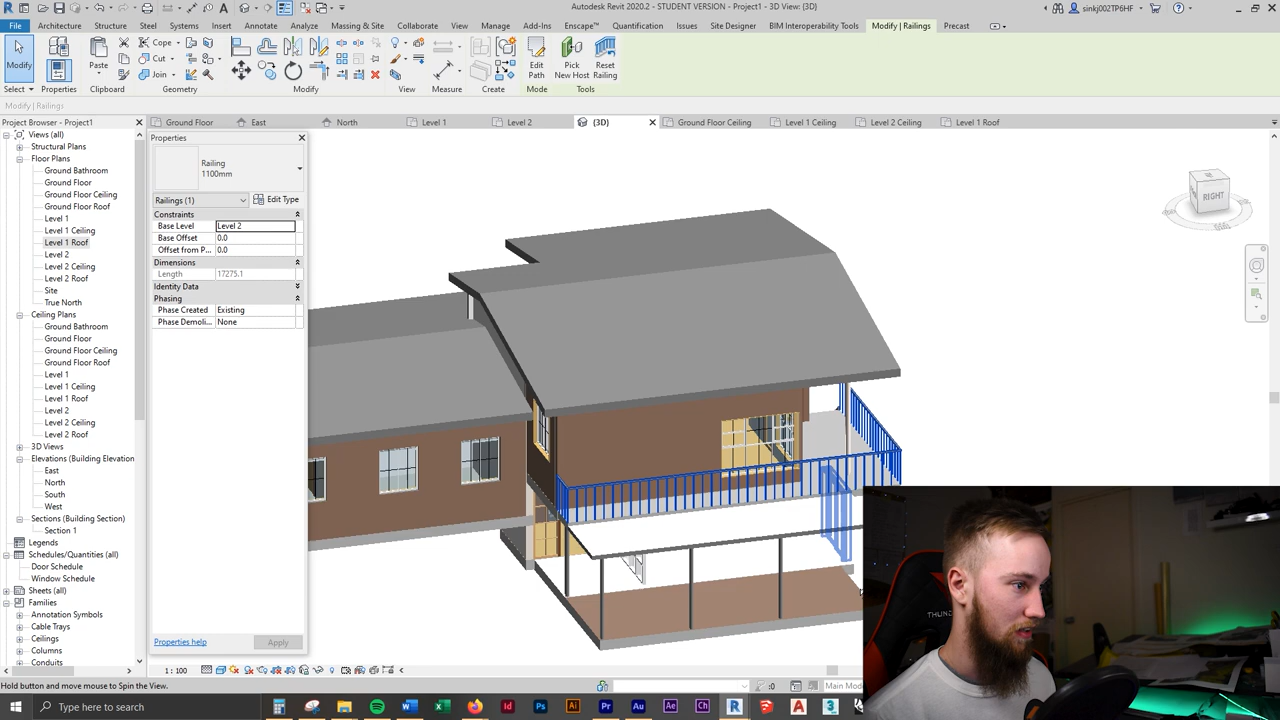 Autodesk Revit 2020.2 - STUDENT VERSION - Project1 - 3D View: {3D}
sinkj002TP6HF
File Architecture Structure Steel Systems Insert Annotate Analyze Massing & Site Collaborate View Manage Add-Ins Enscape™ Quantification Site Designer BIM Interoperability Tools Modify | Railings Precast
Modify
Paste
Cope
Cut
Join
Edit Path
Pick New Host
Reset Railing
Select Properties Clipboard Geometry Modify View Measure Create Mode Tools
Modify | Railings
Project Browser - Project1
Ground Floor East North Level 1 Level 2 {3D} Ground Floor Ceiling Level 1 Ceiling Level 2 Ceiling Level 1 Roof
Views (all)
Structural Plans
Floor Plans
Ground Bathroom
Ground Floor
Ground Floor Ceiling
Ground Floor Roof
Level 1
Level 1 Ceiling
Level 1 Roof
Level 2
Level 2 Ceiling
Level 2 Roof
Site
True North
Ceiling Plans
Ground Bathroom
Ground Floor
Ground Floor Ceiling
Ground Floor Roof
Level 1
Level 1 Ceiling
Level 1 Roof
Level 2
Level 2 Ceiling
Level 2 Roof
3D Views
Elevations (Building Elevation
East
North
South
West
Sections (Building Section)
Section 1
Legends
Schedules/Quantities (all)
Door Schedule
Window Schedule
Sheets (all)
Families
Annotation Symbols
Cable Trays
Ceilings
Columns
Conduits
Properties
Railing
1100mm
Railings (1) Edit Type
Constraints
Base Level Level 2
Base Offset 0.0
Offset from P... 0.0
Dimensions
Length 17275.1
Identity Data
Phasing
Phase Created Existing
Phase Demoli... None
Properties help Apply
RIGHT
1 : 100
Hold button and move mouse to Spin the View.
:0
Main Mod
Type here to search
THUND